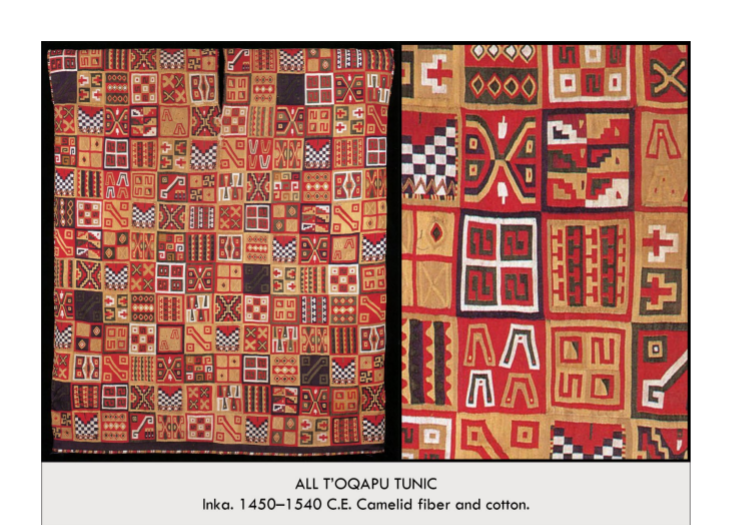 ALL T'OQAPU TUNIC
Inka. 1450–1540 C.E. Camelid fiber and cotton.